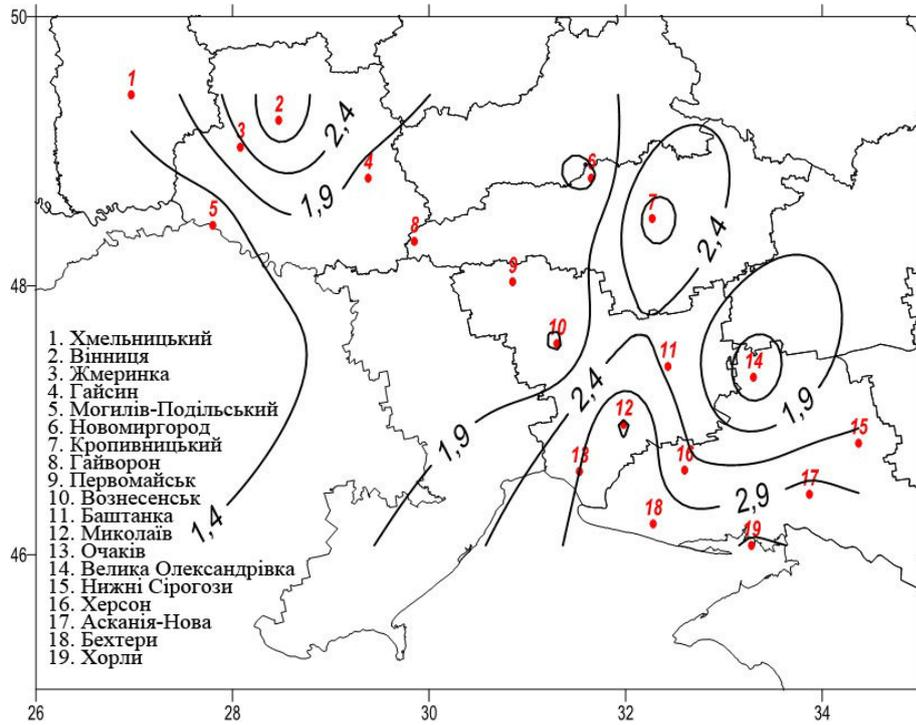 50
1
2
3
2,4
4
6
1,9
5
7
8
2,4
9
48
10
1. Хмельницький
11
2. Вінниця
14
3. Жмеринка
4. Гайсин
2,4
12
1,9
5. Могилів-Подільський
6. Новомиргород
15
7. Кропивницький
1,9
8. Гайворон
13
16
9. Первомайськ
17
10. Вознесенськ
2,9
11. Баштанка
18
1,4
12. Миколаїв
19
13. Очаків
46
14. Велика Олександрівка
15. Нижні Сірогози
16. Херсон
17. Асканія-Нова
18. Бехтери
19. Хорли
26
28
30
32
34